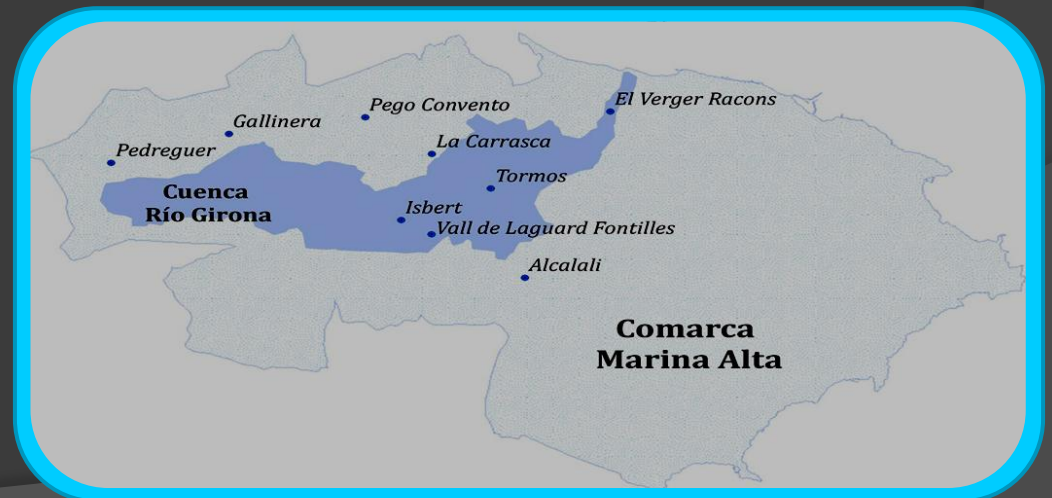 Pego Convento
El Verger Racons
Gallinera
La Carrasca
Pedreguer
Tormos
Cuenca
Río Girona
Isbert
Vall de Laguard Fontilles
Alcalali
Comarca
Marina Alta